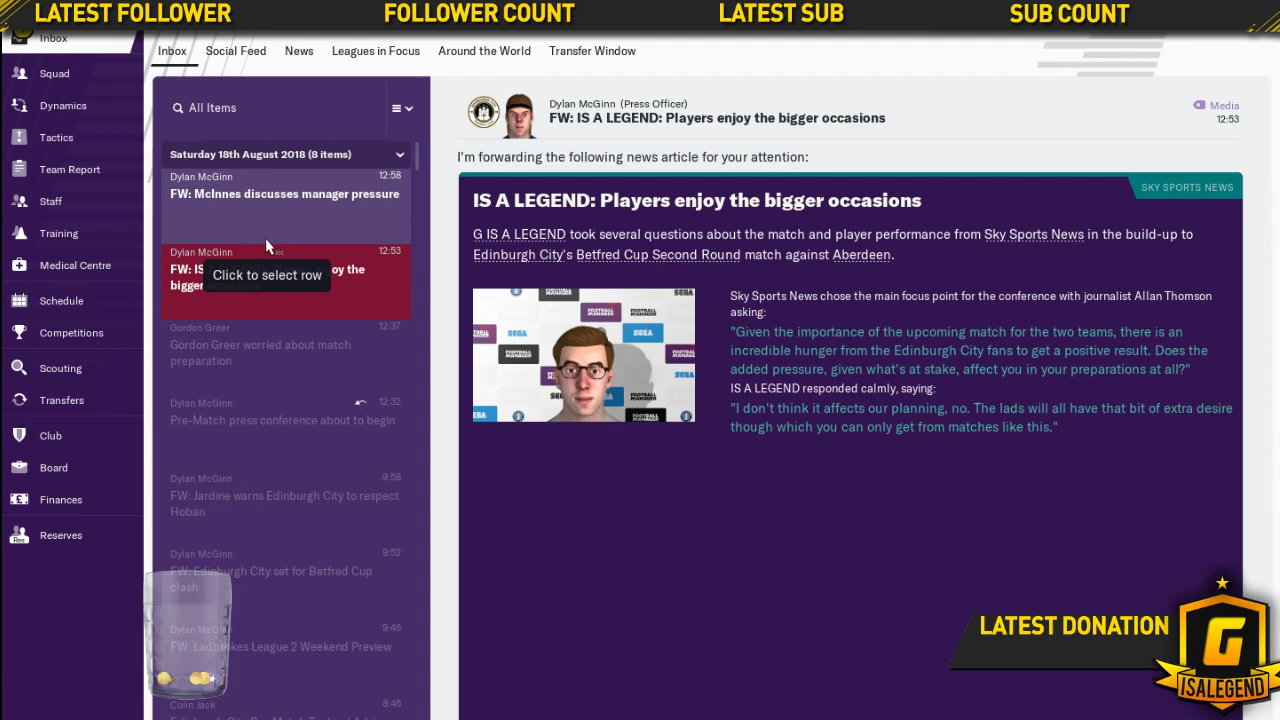 LATEST FOLLOWER
FOLLOWER COUNT
LATEST SUB
SUB COUNT
Inbox
Squad
Dynamics
Tactics
Team Report
Staff
Training
Medical Centre
Schedule
Competitions
Scouting
Transfers
Club
Board
Finances
Res
Reserves
Inbox
Social Feed
News
Leagues in Focus
Around the World
Transfer Window
All Items
Saturday 18th August 2018 (8 items)
Dylan McGinn 12:58
FW: McInnes discusses manager pressure
Dylan McGinn 12:53
FW: IS
oy the
bigger
Click to select row
Gordon Greer 12:37
Gordon Greer worried about match
preparation
Dylan McGinn 12:32
Pre-Match press conference about to begin
Dylan McGinn 9:58
FW: Jardine warns Edinburgh City to respect
Hoban
Dylan McGinn 9:52
FW: Edinburgh City set for Betfred Cup
clash
Dylan McGinn 9:46
FW: Ladbrokes League 2 Weekend Preview
Colin Jack 8:46
Dylan McGinn (Press Officer)
FW: IS A LEGEND: Players enjoy the bigger occasions
Media
12:53
I'm forwarding the following news article for your attention:
SKY SPORTS NEWS
IS A LEGEND: Players enjoy the bigger occasions
G IS A LEGEND took several questions about the match and player performance from Sky Sports News in the build-up to
Edinburgh City's Betfred Cup Second Round match against Aberdeen.
FOOTBALL MANAGER
SEGA
Sky Sports News chose the main focus point for the conference with journalist Allan Thomson
asking:
"Given the importance of the upcoming match for the two teams, there is an
incredible hunger from the Edinburgh City fans to get a positive result. Does the
added pressure, given what's at stake, affect you in your preparations at all?"
IS A LEGEND responded calmly, saying:
"I don't think it affects our planning, no. The lads will all have that bit of extra desire
though which you can only get from matches like this."
LATEST DONATION
G
ISALEGEND